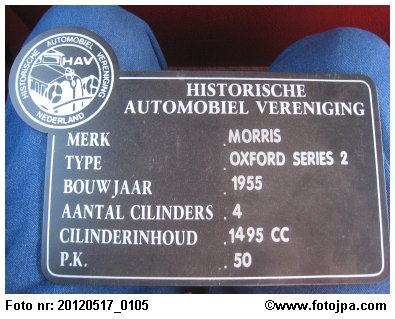 HISTORISCHE AUTOMOBIEL VERENIGING
HAV
NEDERLAND
HISTORISCHE
AUTOMOBIEL VERENIGING
MERK . MORRIS
TYPE . OXFORD SERIES 2
BOUWJAAR . 1955
AANTAL CILINDERS . 4
CILINDERINHOUD . 1495 CC
P.K. . 50
Foto nr: 20120517_0105 ©www.fotojpa.com